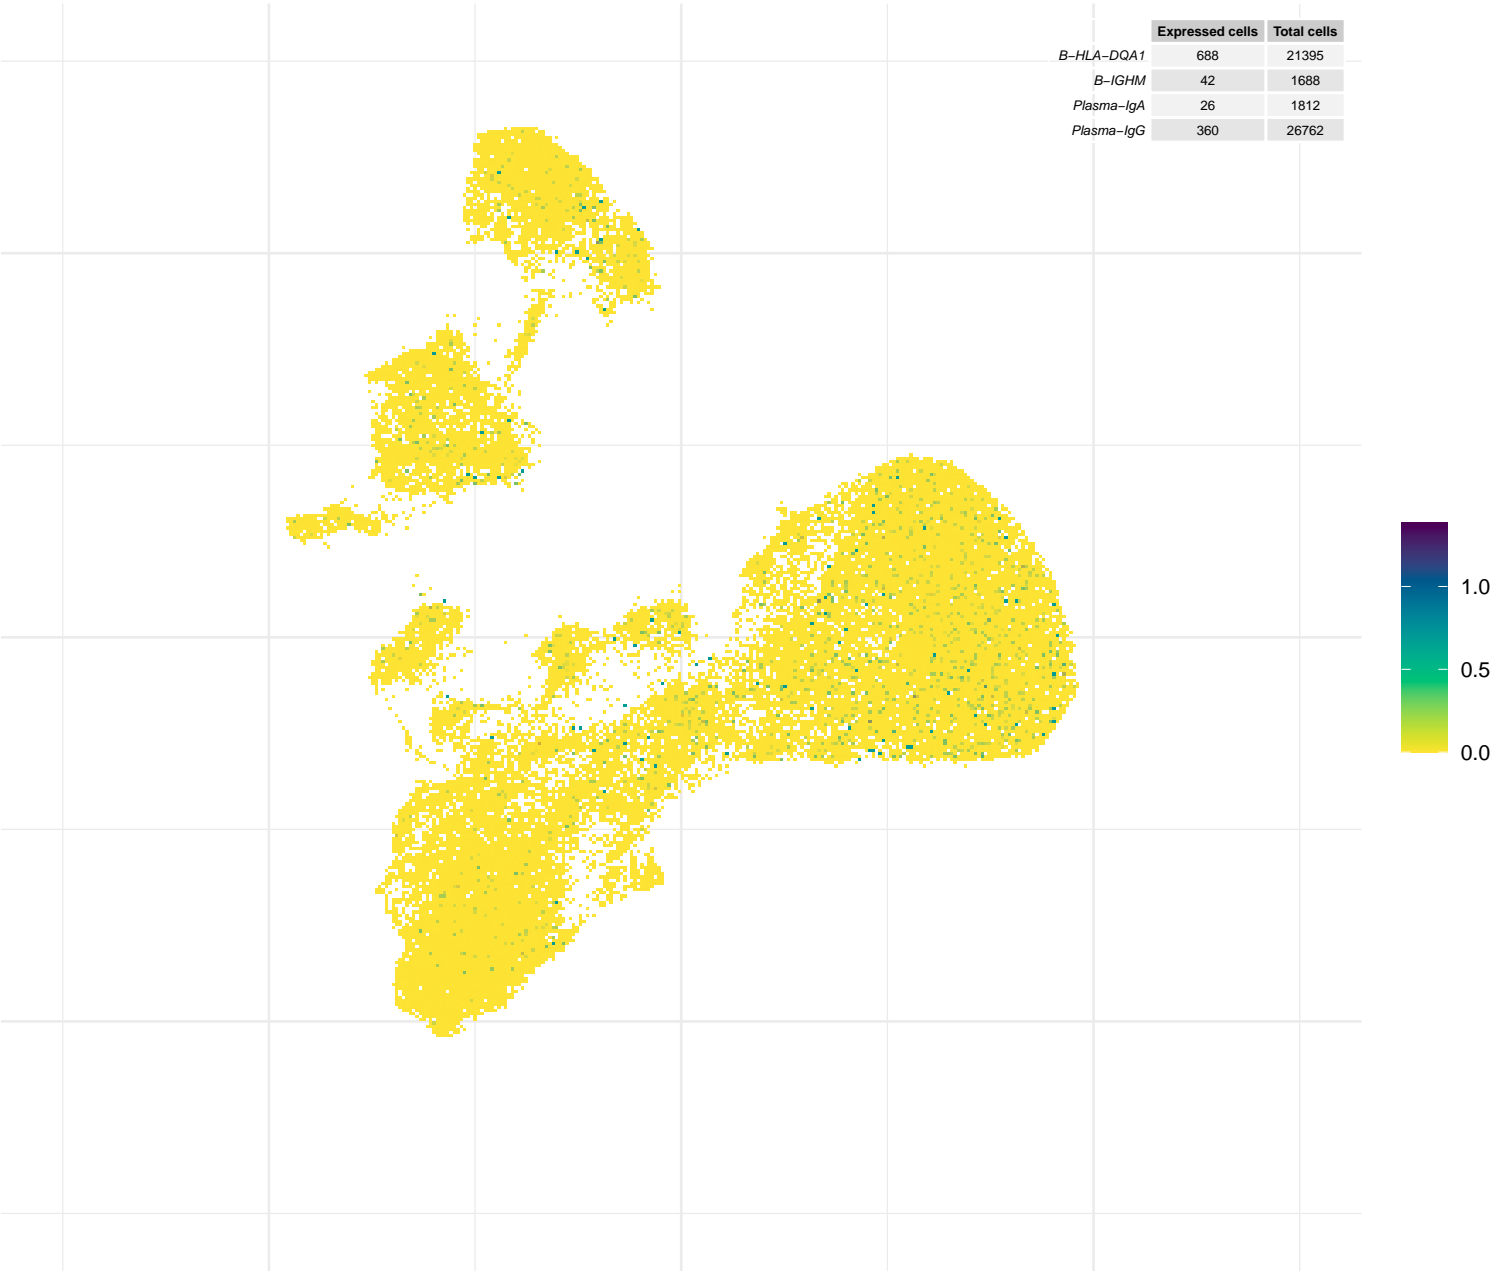 Expressed cells Total cells
B−HLA−DQA1 688 21395
B−IGHM 42 1688
Plasma−IgA 26 1812
Plasma−IgG 360 26762
1.0
0.5
0.0